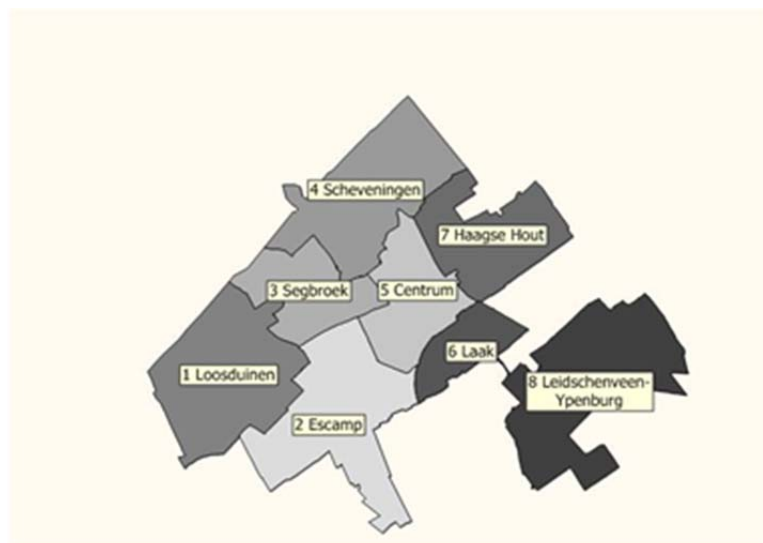 4 Scheveningen
7 Haagse Hout
3 Segbroek
5 Centrum
6 Laak
1 Loosduinen
8 Leidschenveen-
Ypenburg
2 Escamp